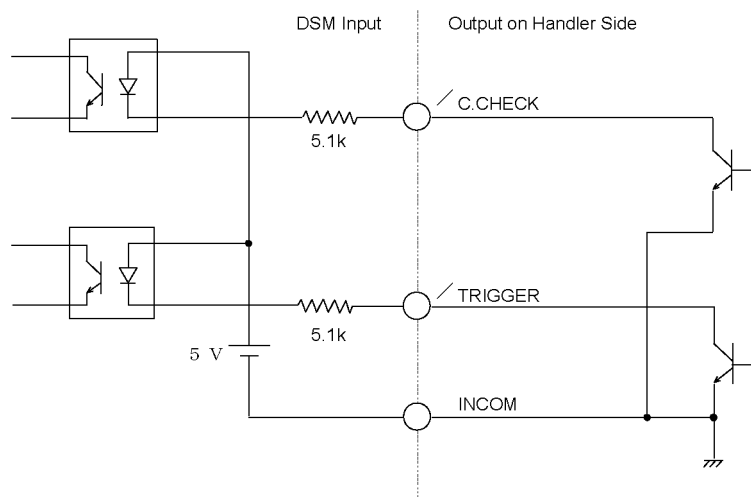 DSM Input
Output on Handler Side
C.CHECK
5.1k
TRIGGER
5.1k
5 V
INCOM